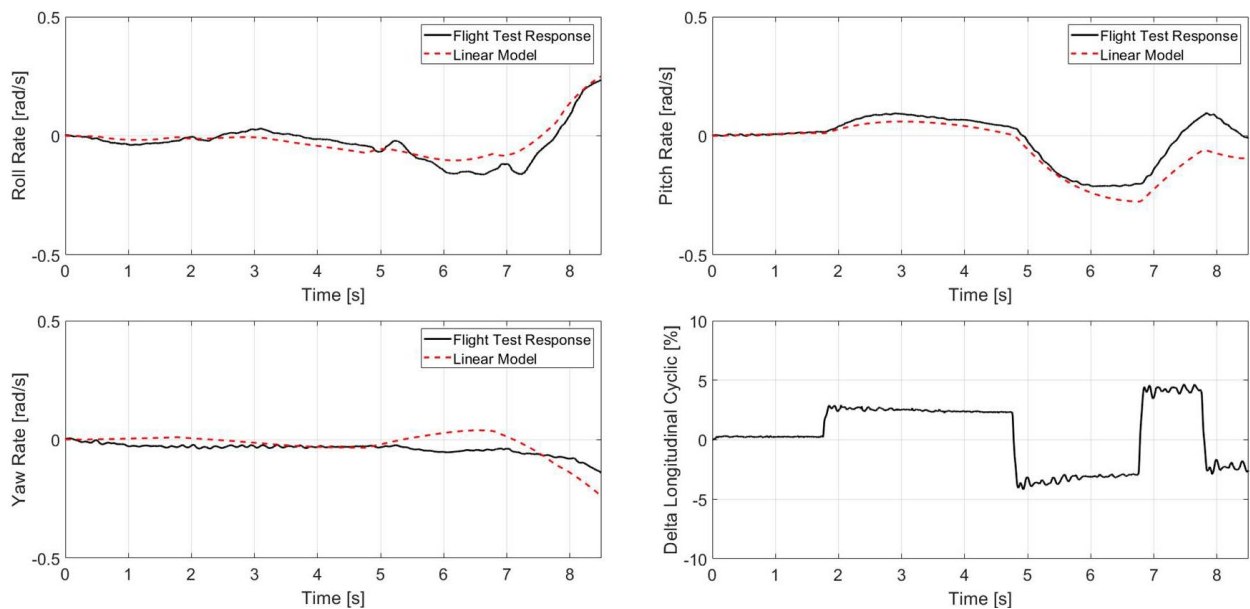 0.5
0
-0.5
Roll Rate [rad/s]
Flight Test Response
Linear Model
0 1 2 3 4 5 6 7 8
Time [s]
0.5
0
-0.5
Pitch Rate [rad/s]
Flight Test Response
Linear Model
0 1 2 3 4 5 6 7 8
Time [s]
0.5
0
-0.5
Yaw Rate [rad/s]
Flight Test Response
Linear Model
0 1 2 3 4 5 6 7 8
Time [s]
10
5
0
-5
-10
Delta Longitudinal Cyclic [%]
0 1 2 3 4 5 6 7 8
Time [s]